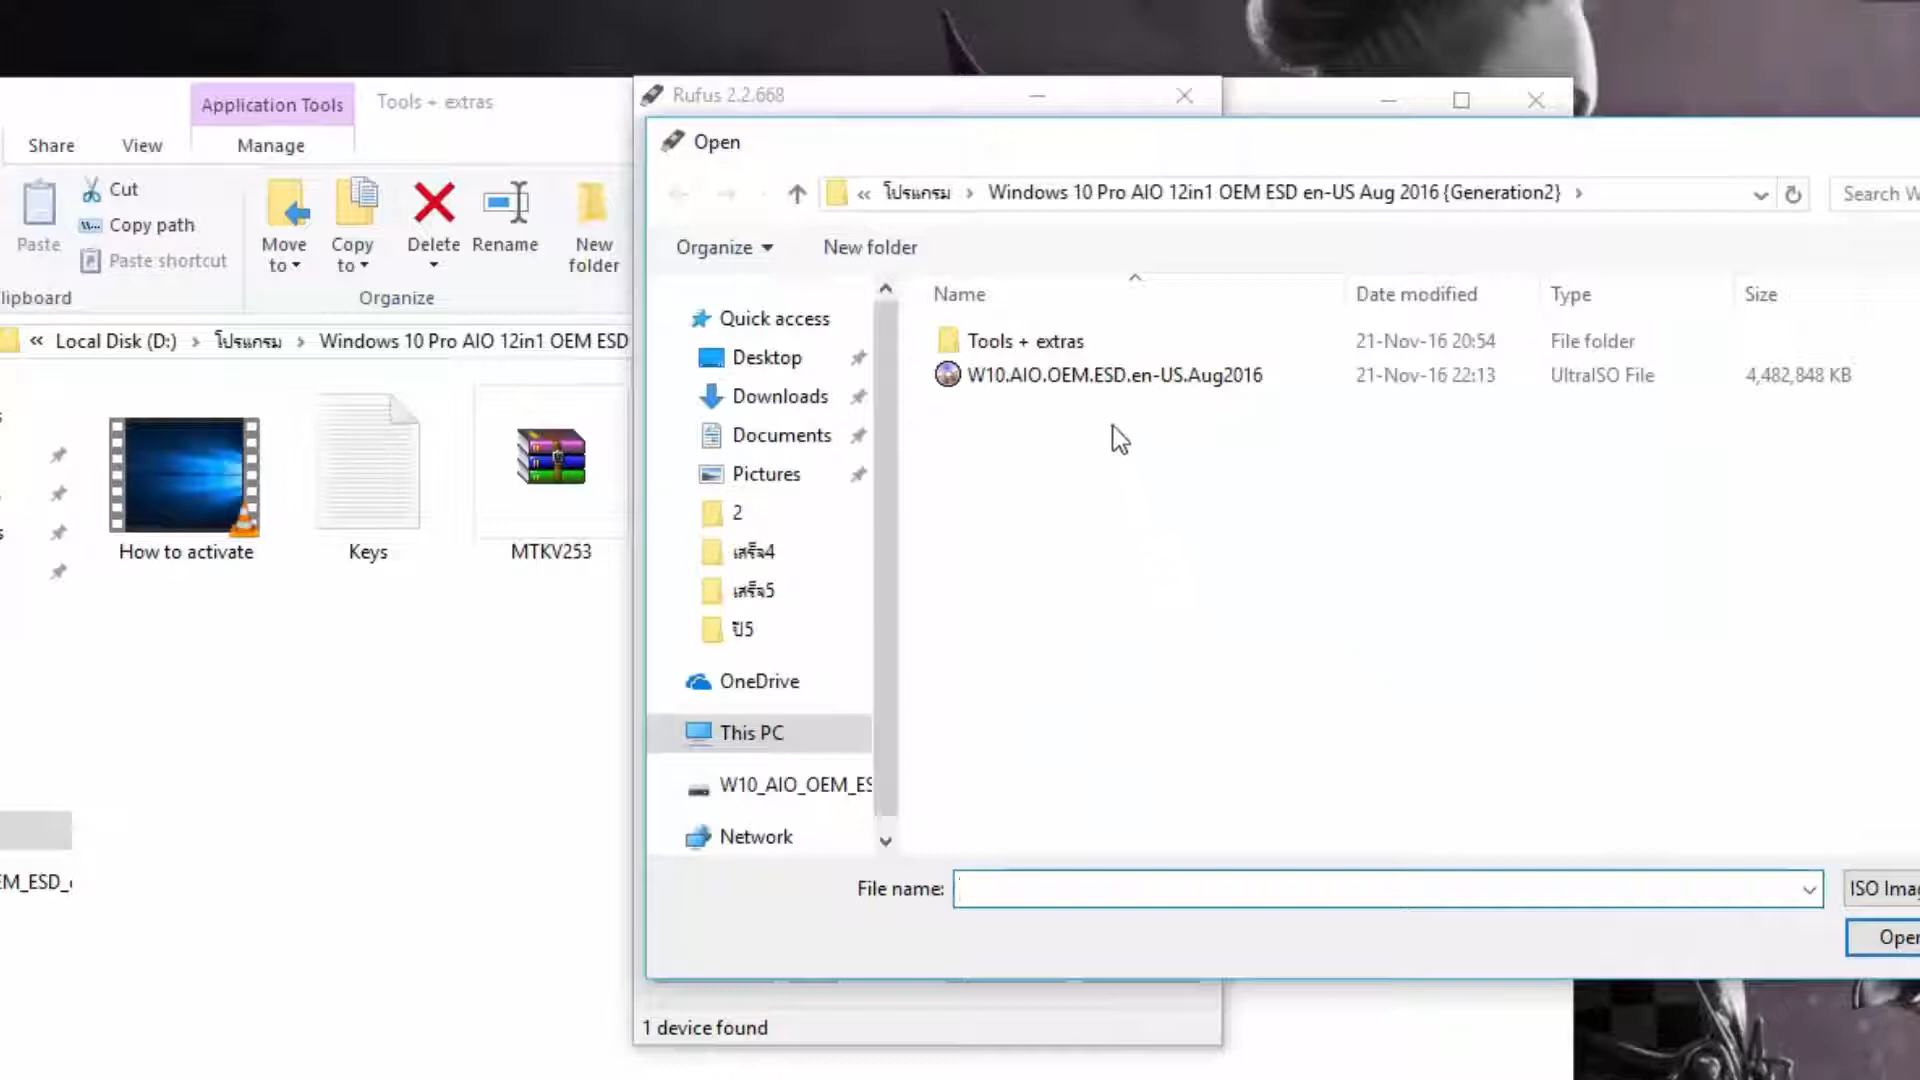 Application Tools
Tools + extras
Share
View
Manage
Paste
Cut
Copy path
Paste shortcut
Move to
Copy to
Delete
Rename
New folder
lipboard
Organize
« Local Disk (D:) › โปรแกรม › Windows 10 Pro AIO 12in1 OEM ESD
How to activate
Keys
MTKV253
EM_ESD_
Rufus 2.2.668
Open
« โปรแกรม › Windows 10 Pro AIO 12in1 OEM ESD en-US Aug 2016 {Generation2} ›
Search W
Organize
New folder
Name
Date modified
Type
Size
Quick access
Desktop
Downloads
Documents
Pictures
2
เสร็จ4
เสร็จ5
ปี5
OneDrive
This PC
W10_AIO_OEM_ES
Network
Tools + extras
21-Nov-16 20:54
File folder
W10.AIO.OEM.ESD.en-US.Aug2016
21-Nov-16 22:13
UltraISO File
4,482,848 KB
File name:
ISO Imag
Open
1 device found